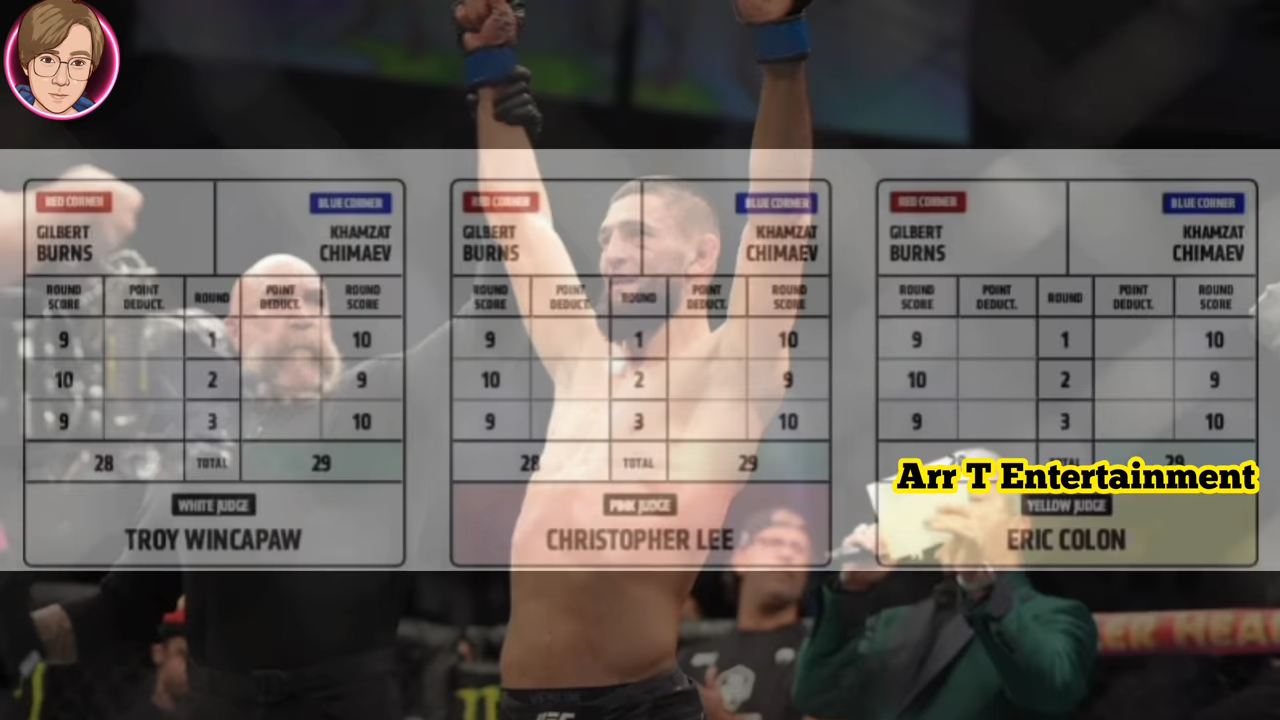 RED CORNER BLUE CORNER
GILBERT BURNS KHAMZAT CHIMAEV
ROUND SCORE POINT DEDUCT. ROUND POINT DEDUCT. ROUND SCORE
9 1 10
10 2 9
9 3 10
28 TOTAL 29
WHITE JUDGE
TROY WINCAPAW
RED CORNER BLUE CORNER
GILBERT BURNS KHAMZAT CHIMAEV
ROUND SCORE POINT DEDUCT. ROUND POINT DEDUCT. ROUND SCORE
9 1 10
10 2 9
9 3 10
28 TOTAL 29
PINK JUDGE
CHRISTOPHER LEE
RED CORNER BLUE CORNER
GILBERT BURNS KHAMZAT CHIMAEV
ROUND SCORE POINT DEDUCT. ROUND POINT DEDUCT. ROUND SCORE
9 1 10
10 2 9
9 3 10
28 TOTAL 29
Arr T Entertainment
YELLOW JUDGE
ERIC COLON